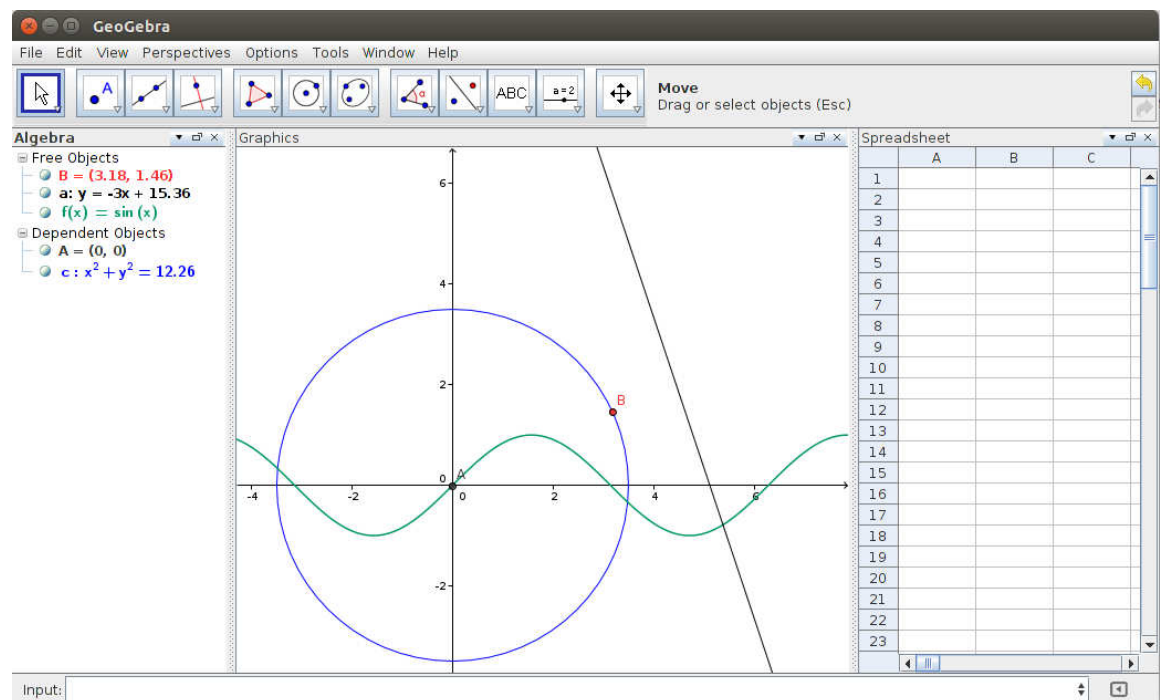 GeoGebra
File Edit View Perspectives Options Tools Window Help
A α ABC a=2
Move
Drag or select objects (Esc)
Algebra
Free Objects
B = (3.18, 1.46)
a: y = -3x + 15.36
f(x) = sin (x)
Dependent Objects
A = (0, 0)
c : x² + y² = 12.26
Graphics
6
4
2
0
-2
-4 -2 0 2 4 6
A
B
Spreadsheet
A B C
1
2
3
4
5
6
7
8
9
10
11
12
13
14
15
16
17
18
19
20
21
22
23
Input: